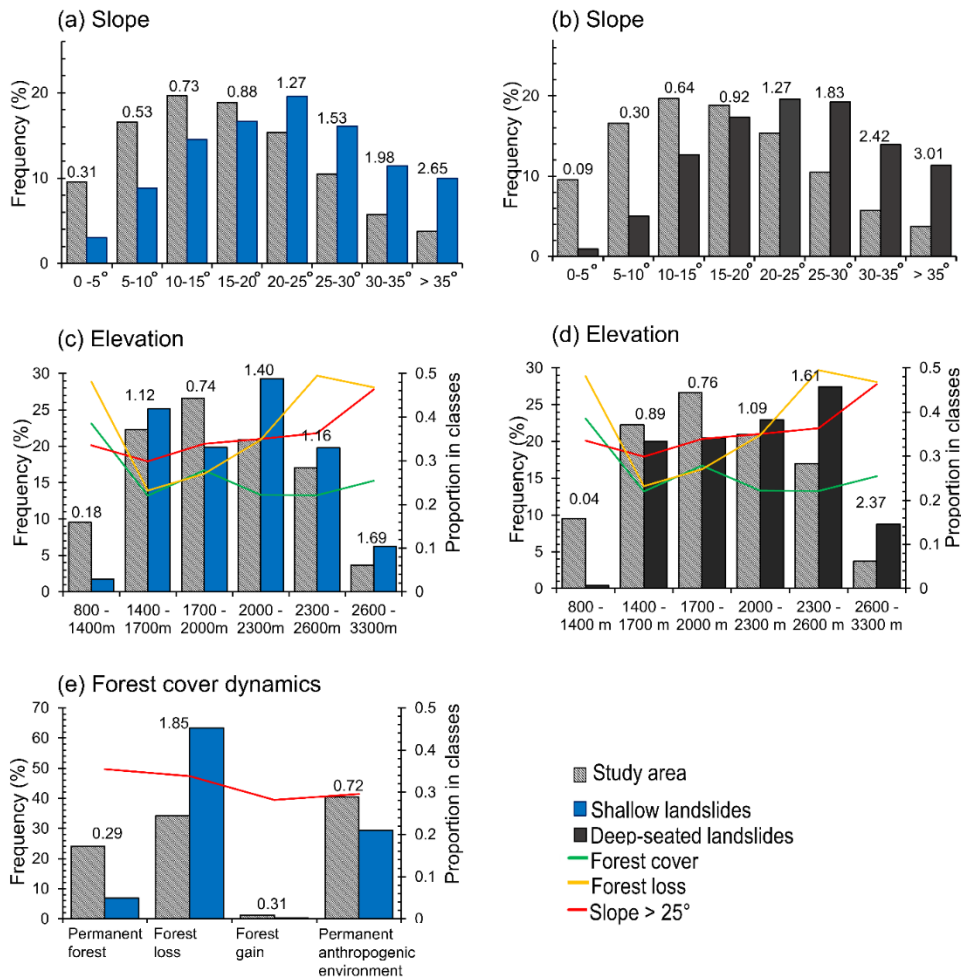 (a) Slope
Frequency (%)
20
10
0
0.31
0.53
0.73
0.88
1.27
1.53
1.98
2.65
0 -5°
5-10°
10-15°
15-20°
20-25°
25-30°
30-35°
> 35°
(b) Slope
Frequency (%)
20
10
0
0.09
0.30
0.64
0.92
1.27
1.83
2.42
3.01
0-5°
5-10°
10-15°
15-20°
20-25°
25-30°
30-35°
> 35°
(c) Elevation
Frequency (%)
30
25
20
15
10
5
0
0.18
1.12
0.74
1.40
1.16
1.69
0.5
0.4
0.3
0.2
0.1
0
Proportion in classes
800 -
1400m
1400 -
1700m
1700 -
2000m
2000 -
2300m
2300 -
2600m
2600 -
3300m
(d) Elevation
Frequency (%)
30
25
20
15
10
5
0
0.04
0.89
0.76
1.09
1.61
2.37
0.5
0.4
0.3
0.2
0.1
0
Proportion in classes
800 -
1400 m
1400 -
1700 m
1700 -
2000 m
2000 -
2300 m
2300 -
2600 m
2600 -
3300 m
(e) Forest cover dynamics
Frequency (%)
70
60
50
40
30
20
10
0
0.29
1.85
0.31
0.72
0.5
0.4
0.3
0.2
0.1
0
Proportion in classes
Permanent
forest
Forest
loss
Forest
gain
Permanent
anthropogenic
environment
Study area
Shallow landslides
Deep-seated landslides
Forest cover
Forest loss
Slope > 25°